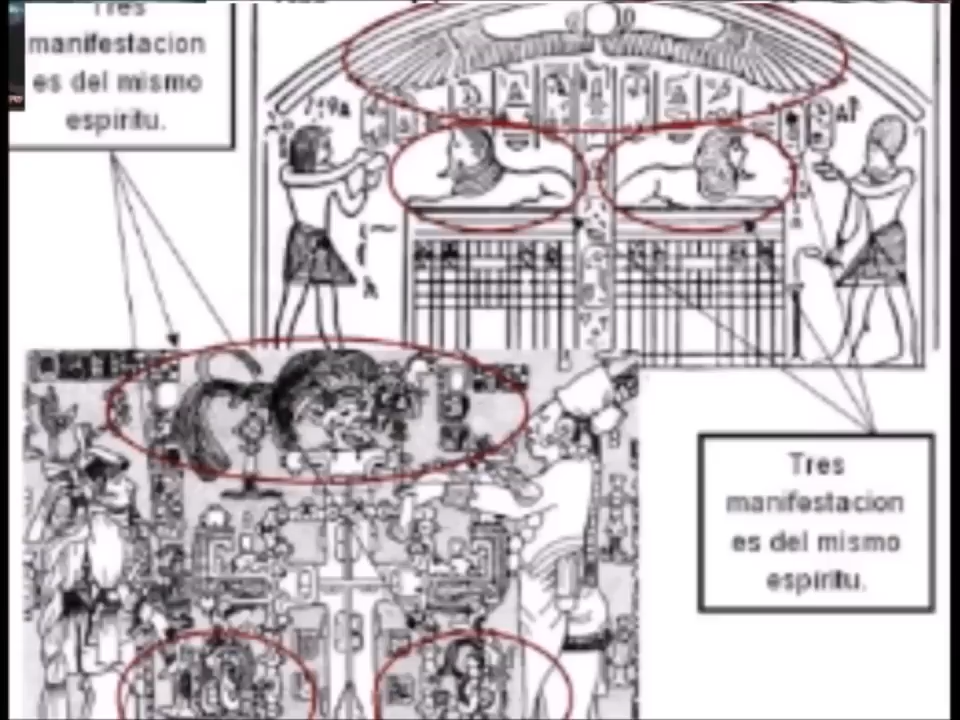 Tres
manifestacion
es del mismo
espiritu.
Tres
manifestacion
es del mismo
espiritu.